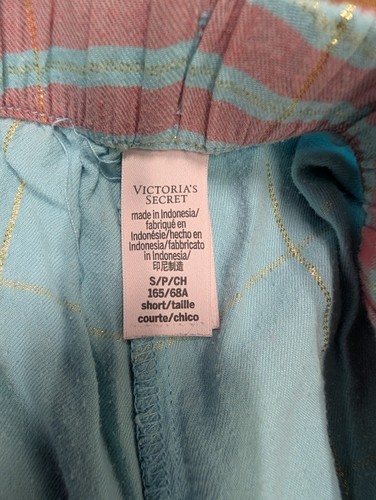 VICTORIA'S
SECRET
made in Indonesia/
fabriqué en
Indonésie/hecho en
Indonesia/fabbricato
in Indonesia/
印尼制造
S/P/CH
165/68A
short/taille
courte/chico